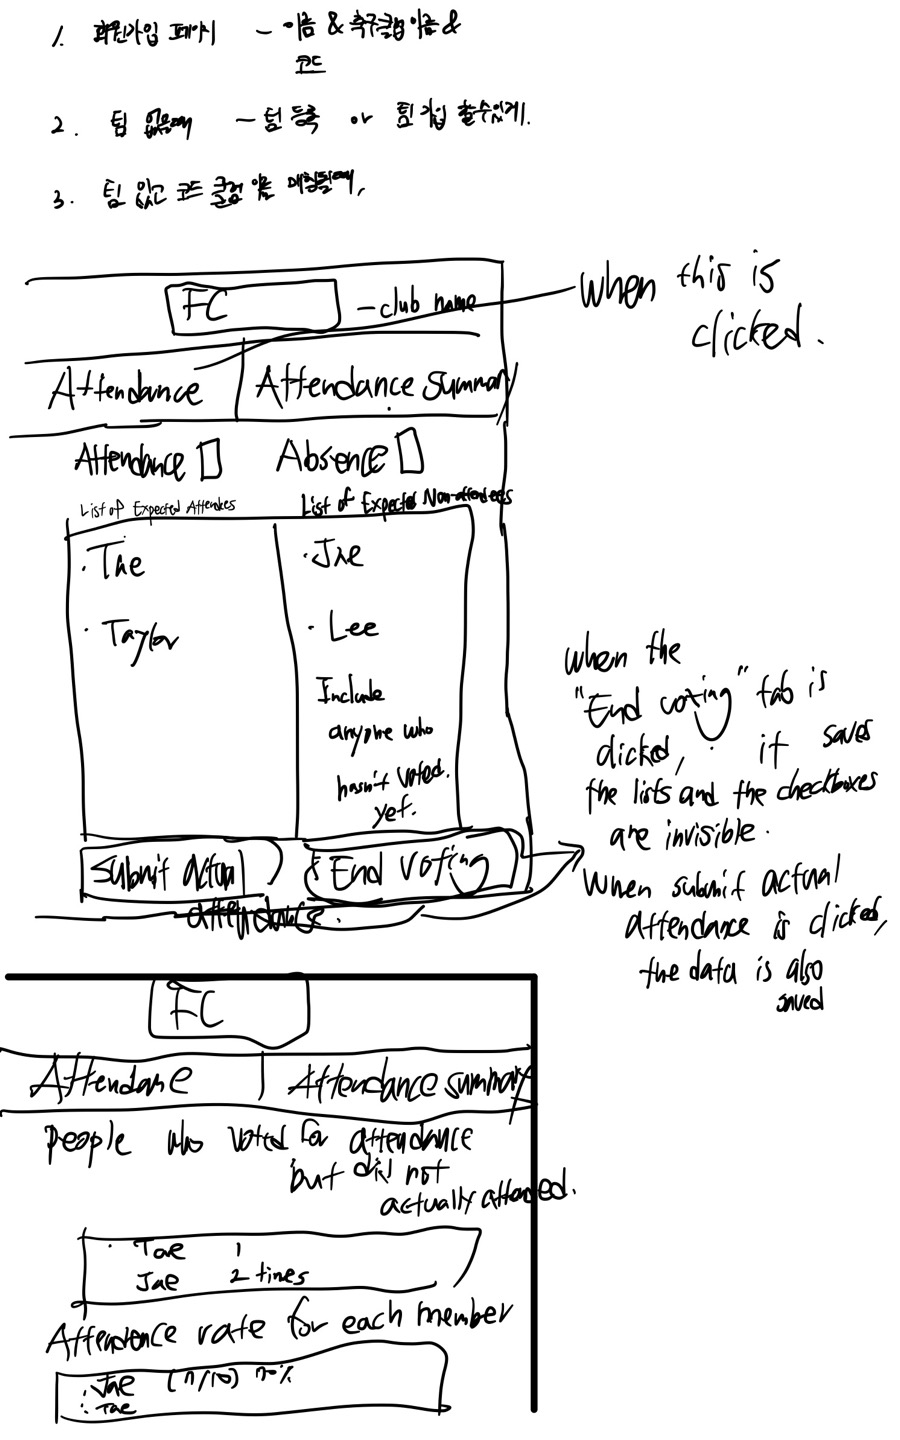 1. 회원가입 페이지 - 이름 & 축구클럽 이름 &
코드
2. 팀 없을때 - 팀 등록 or 팀 가입 할수있게.
3. 팀 있고 코드 클럽 이름 매칭될때,
FC - club name
when this is
clicked.
Attendance Attendance summary
Attendance Absence
List of Expected Attendees List of Expected Non-attendees
· Tae · Jae
· Taylor · Lee
Include
anyone who
hasn't voted.
yet.
Submit actual & End voting
attendance.
when the
"End voting" tab is
clicked, it saves
the lists and the checkboxes
are invisible.
When submit actual
attendance is clicked,
the data is also
saved
FC
Attendane Attendance summary
people who voted for attendance
but did not
actually attended.
· Tae 1
Jae 2 times
Attendence rate for each member
· Jae (7/10) 70%
· Tae